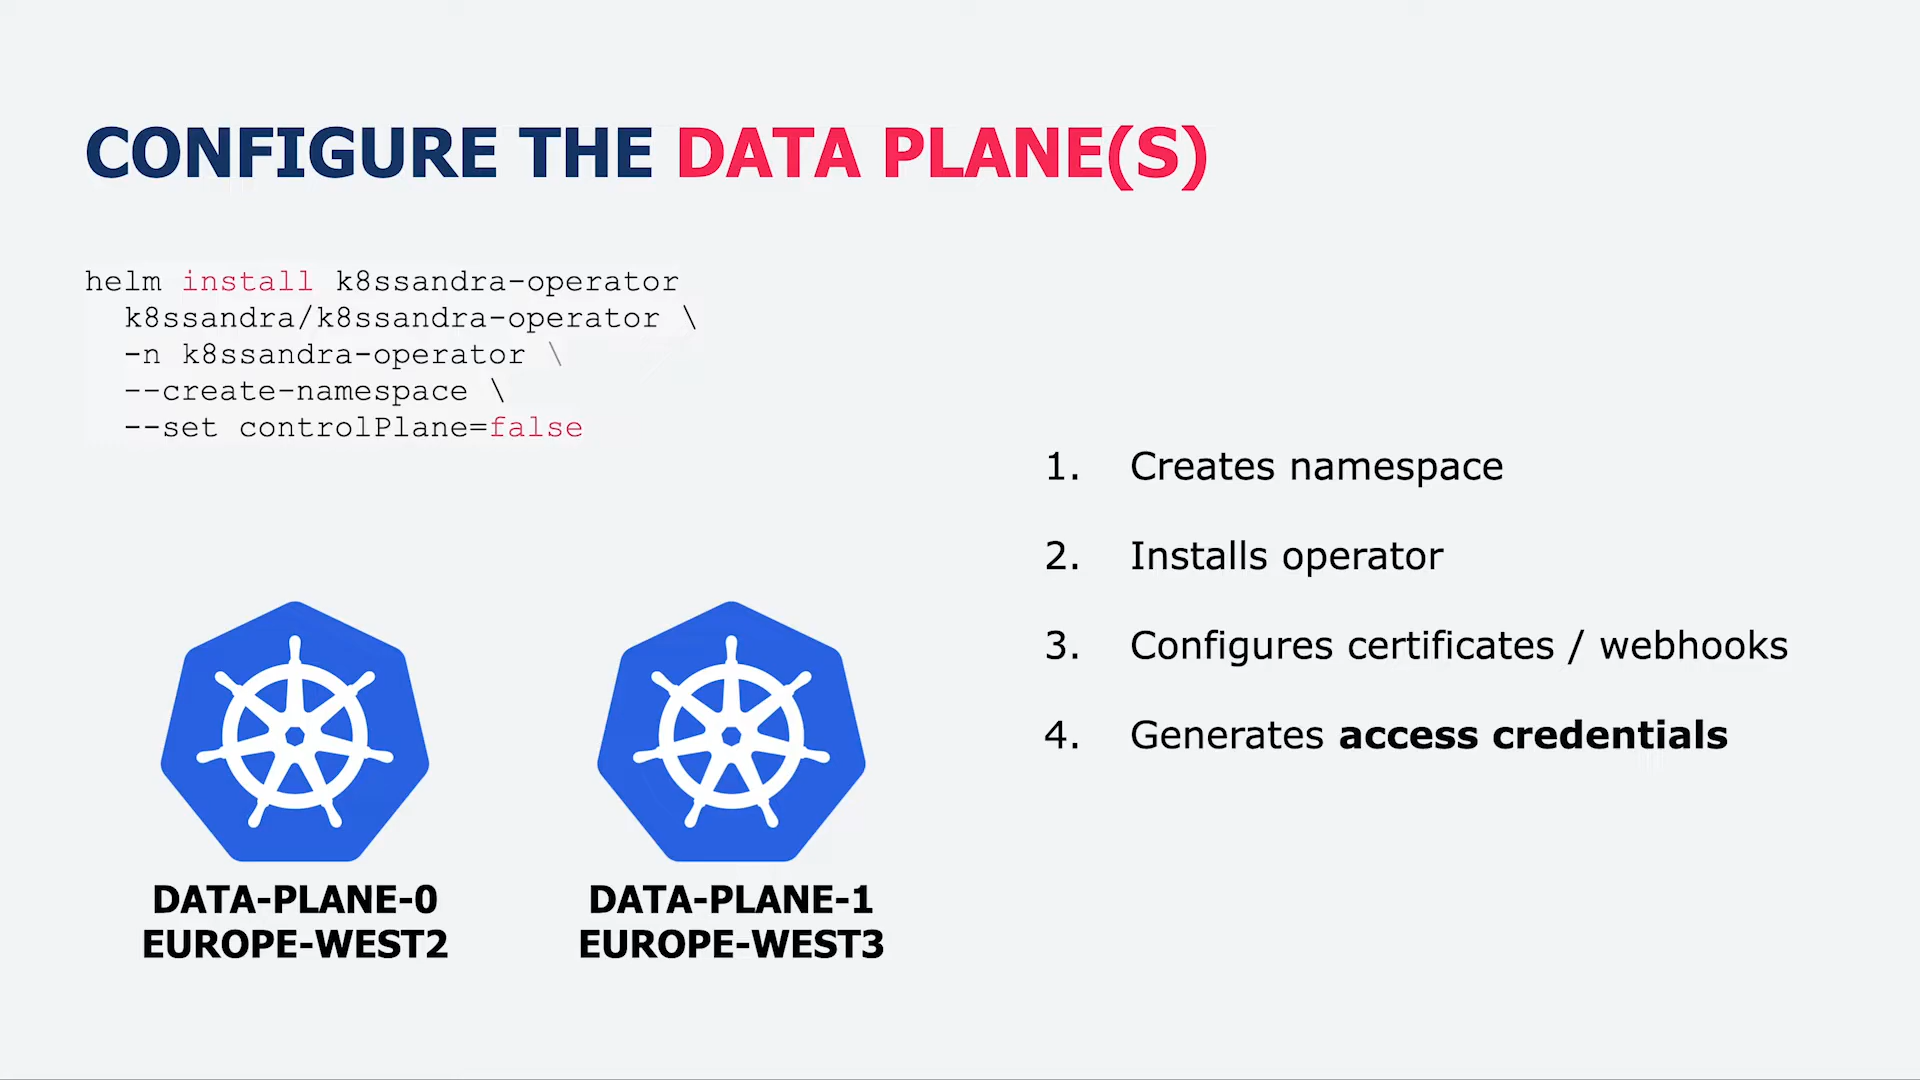 CONFIGURE THE DATA PLANE(S)
helm install k8ssandra-operator
k8ssandra/k8ssandra-operator \
-n k8ssandra-operator \
--create-namespace \
--set controlPlane=false
1. Creates namespace
2. Installs operator
3. Configures certificates / webhooks
4. Generates access credentials
DATA-PLANE-0
EUROPE-WEST2
DATA-PLANE-1
EUROPE-WEST3